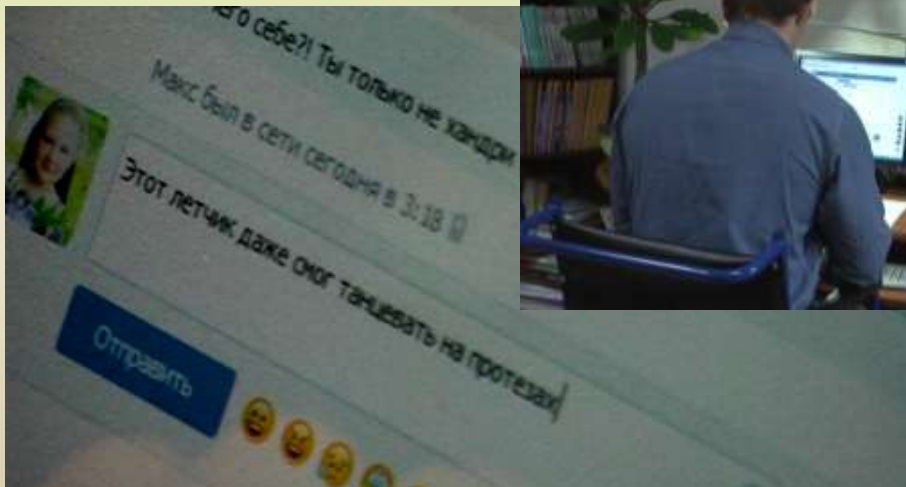 себе?! Ты только не хандри
Макс был в сети сегодня в 3:18
Этот летчик даже смог танцевать на протезах
Отправить